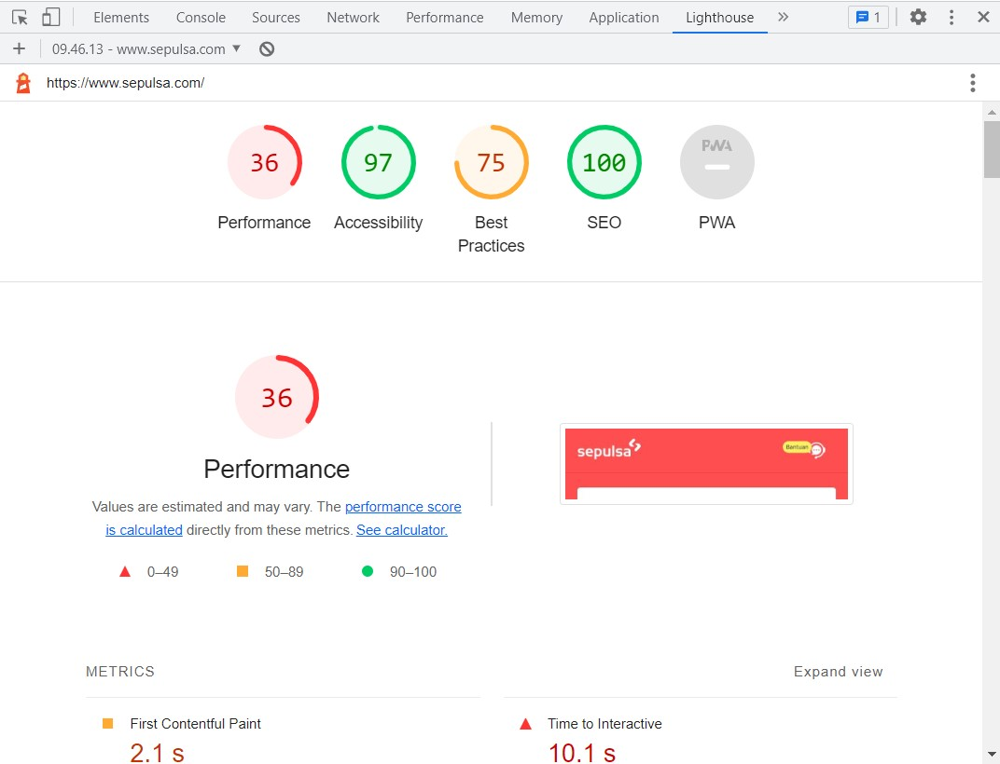 Elements Console Sources Network Performance Memory Application Lighthouse » 1
09.46.13 - www.sepulsa.com
https://www.sepulsa.com/
36 97 75 100 PWA
Performance Accessibility Best Practices SEO PWA
36
Performance
Values are estimated and may vary. The performance score
is calculated directly from these metrics. See calculator.
0–49 50–89 90–100
sepulsa Bantuan
METRICS Expand view
First Contentful Paint Time to Interactive
2.1 s 10.1 s